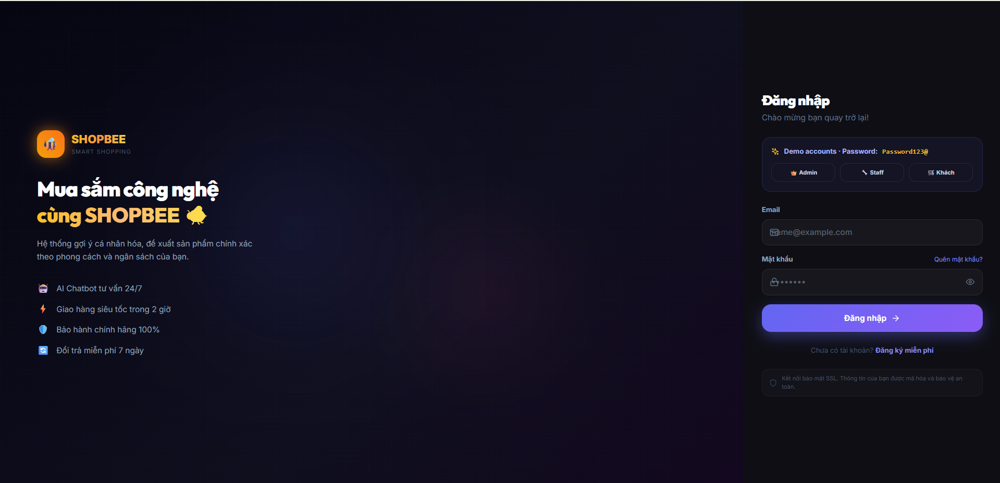 SHOPBEE
SMART SHOPPING
Mua sắm công nghệ
cùng SHOPBEE
Hệ thống gợi ý cá nhân hóa, đề xuất sản phẩm chính xác
theo phong cách và ngân sách của bạn.
AI Chatbot tư vấn 24/7
Giao hàng siêu tốc trong 2 giờ
Bảo hành chính hãng 100%
Đổi trả miễn phí 7 ngày
Đăng nhập
Chào mừng bạn quay trở lại!
Demo accounts · Password: Password123@
Admin
Staff
Khách
Email
name@example.com
Mật khẩu
Quên mật khẩu?
Đăng nhập →
Chưa có tài khoản? Đăng ký miễn phí
Kết nối bảo mật SSL. Thông tin của bạn được mã hóa và bảo vệ an
toàn.